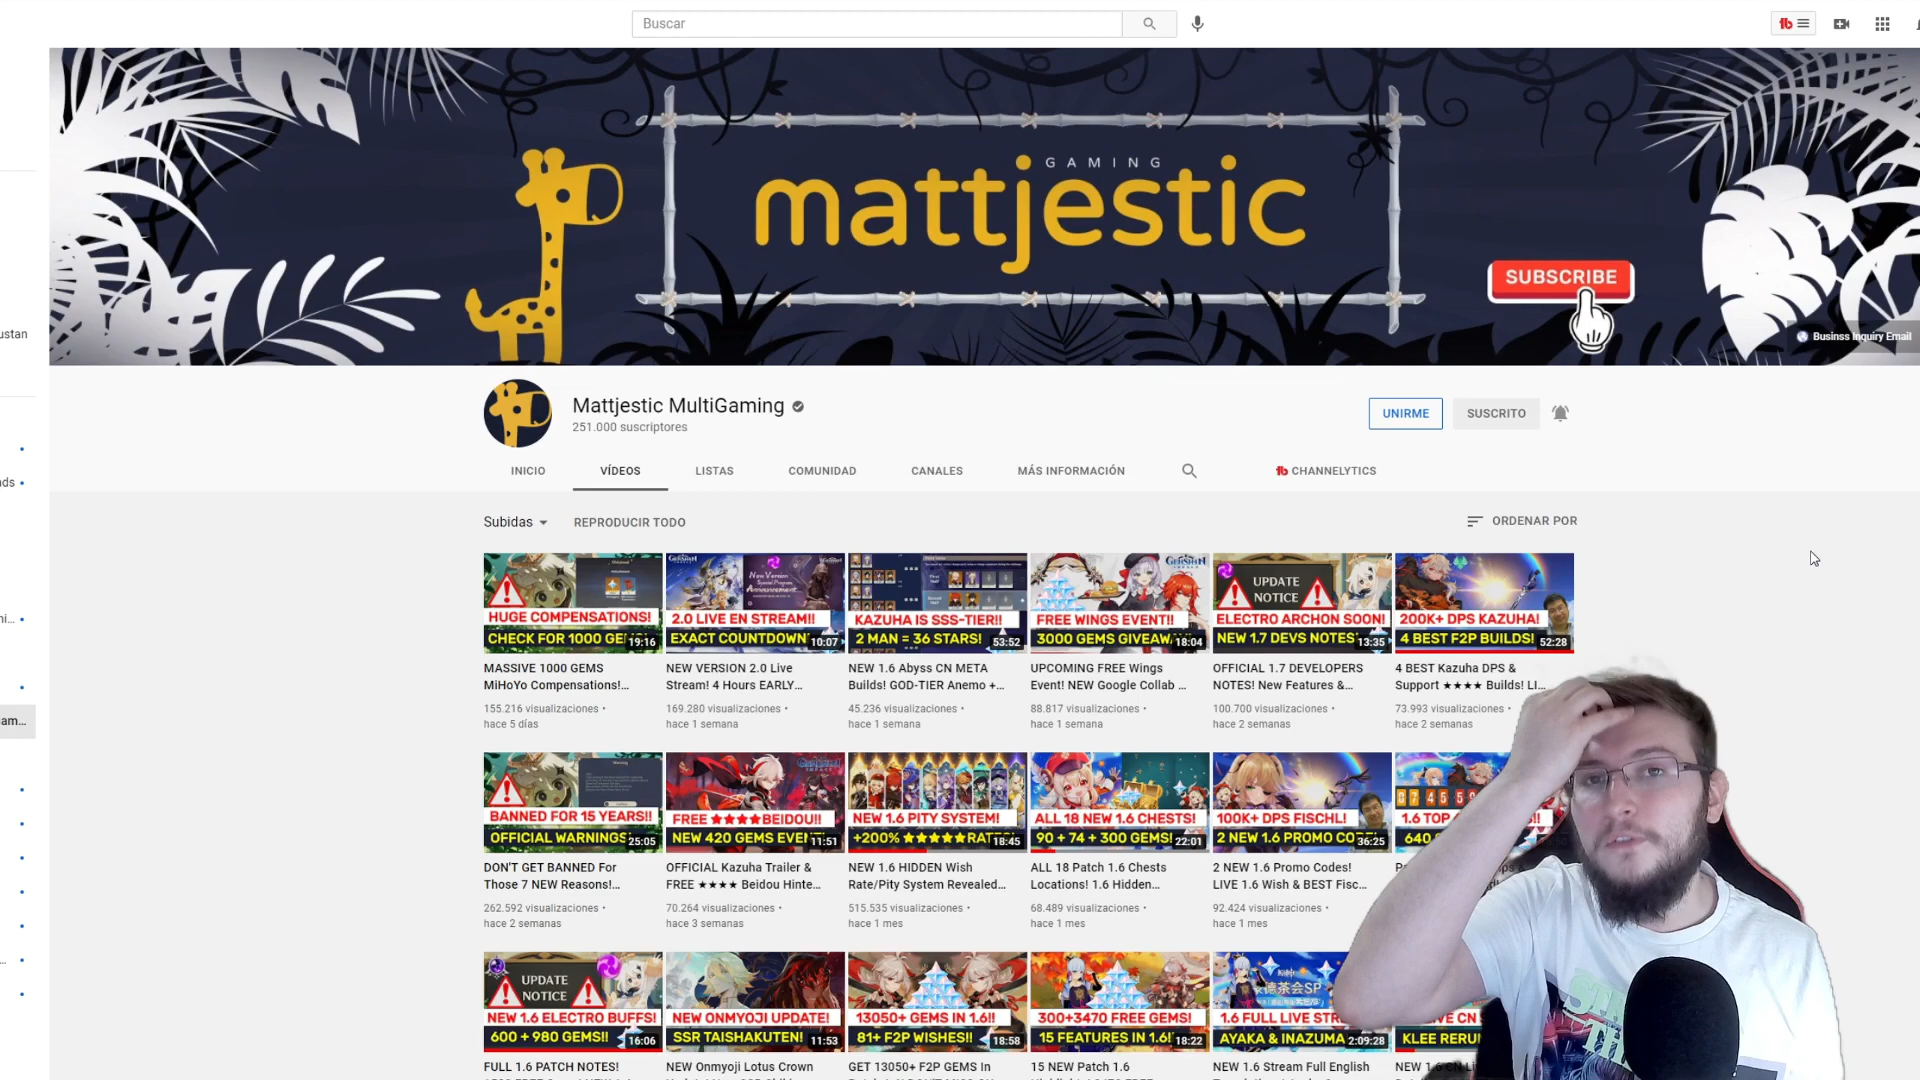 Buscar
GAMING
mattjestic
SUBSCRIBE
Businss Inquiry Email
ustan
Mattjestic MultiGaming
251.000 suscriptores
UNIRME
SUSCRITO
INICIO
VÍDEOS
LISTAS
COMUNIDAD
CANALES
MÁS INFORMACIÓN
CHANNELYTICS
Subidas
REPRODUCIR TODO
ORDENAR POR
HUGE COMPENSATIONS!
CHECK FOR 1000 GEM
19:16
MASSIVE 1000 GEMS
MiHoYo Compensations!...
155.216 visualizaciones •
hace 5 días
New Version
Special Program
Announcement
2.0 LIVE EN STREAM!!
EXACT COUNTDOWN
10:07
NEW VERSION 2.0 Live
Stream! 4 Hours EARLY...
169.280 visualizaciones •
hace 1 semana
KAZUHA IS SSS-TIER!!
2 MAN = 36 STARS!
53:52
NEW 1.6 Abyss CN META
Builds! GOD-TIER Anemo +...
45.236 visualizaciones •
hace 1 semana
GENSHIN
FREE WINGS EVENT!!
3000 GEMS GIVEAWAY
18:04
UPCOMING FREE Wings
Event! NEW Google Collab ...
88.817 visualizaciones •
hace 1 semana
UPDATE
NOTICE
ELECTRO ARCHON SOON!
NEW 1.7 DEVS NOTES
13:35
OFFICIAL 1.7 DEVELOPERS
NOTES! New Features &...
100.700 visualizaciones •
hace 2 semanas
200K+ DPS KAZUHA!
4 BEST F2P BUILDS!
52:28
4 BEST Kazuha DPS &
Support ★★★★ Builds! LI...
73.993 visualizaciones •
hace 2 semanas
BANNED FOR 15 YEARS!!
OFFICIAL WARNINGS
25:05
DON'T GET BANNED For
Those 7 NEW Reasons!...
262.592 visualizaciones •
hace 2 semanas
FREE ★★★★BEIDOU!!
NEW 420 GEMS EVENT
11:51
OFFICIAL Kazuha Trailer &
FREE ★★★★ Beidou Hinte...
70.264 visualizaciones •
hace 3 semanas
NEW 1.6 PITY SYSTEM!
+200% ★★★★★RATE
18:45
NEW 1.6 HIDDEN Wish
Rate/Pity System Revealed...
515.535 visualizaciones •
hace 1 mes
ALL 18 NEW 1.6 CHESTS!
90 + 74 + 300 GEMS!
22:01
ALL 18 Patch 1.6 Chests
Locations! 1.6 Hidden...
68.489 visualizaciones •
hace 1 mes
100K+ DPS FISCHL!
2 NEW 1.6 PROMO CODE
36:25
2 NEW 1.6 Promo Codes!
LIVE 1.6 Wish & BEST Fisc...
92.424 visualizaciones •
hace 1 mes
1.6 TOP
640
UPDATE
NOTICE
NEW 1.6 ELECTRO BUFFS!
600 + 980 GEMS!!
16:06
FULL 1.6 PATCH NOTES!
NEW ONMYOJI UPDATE!
SSR TAISHAKUTEN!
11:53
NEW Onmyoji Lotus Crown
13050+ GEMS IN 1.6!!
81+ F2P WISHES!!
18:58
GET 13050+ F2P GEMS In
300+3470 FREE GEMS!
15 FEATURES IN 1.6!
18:22
15 NEW Patch 1.6
1.6 FULL LIVE STR
AYAKA & INAZUMA
2:09:28
NEW 1.6 Stream Full English
KLEE RERU